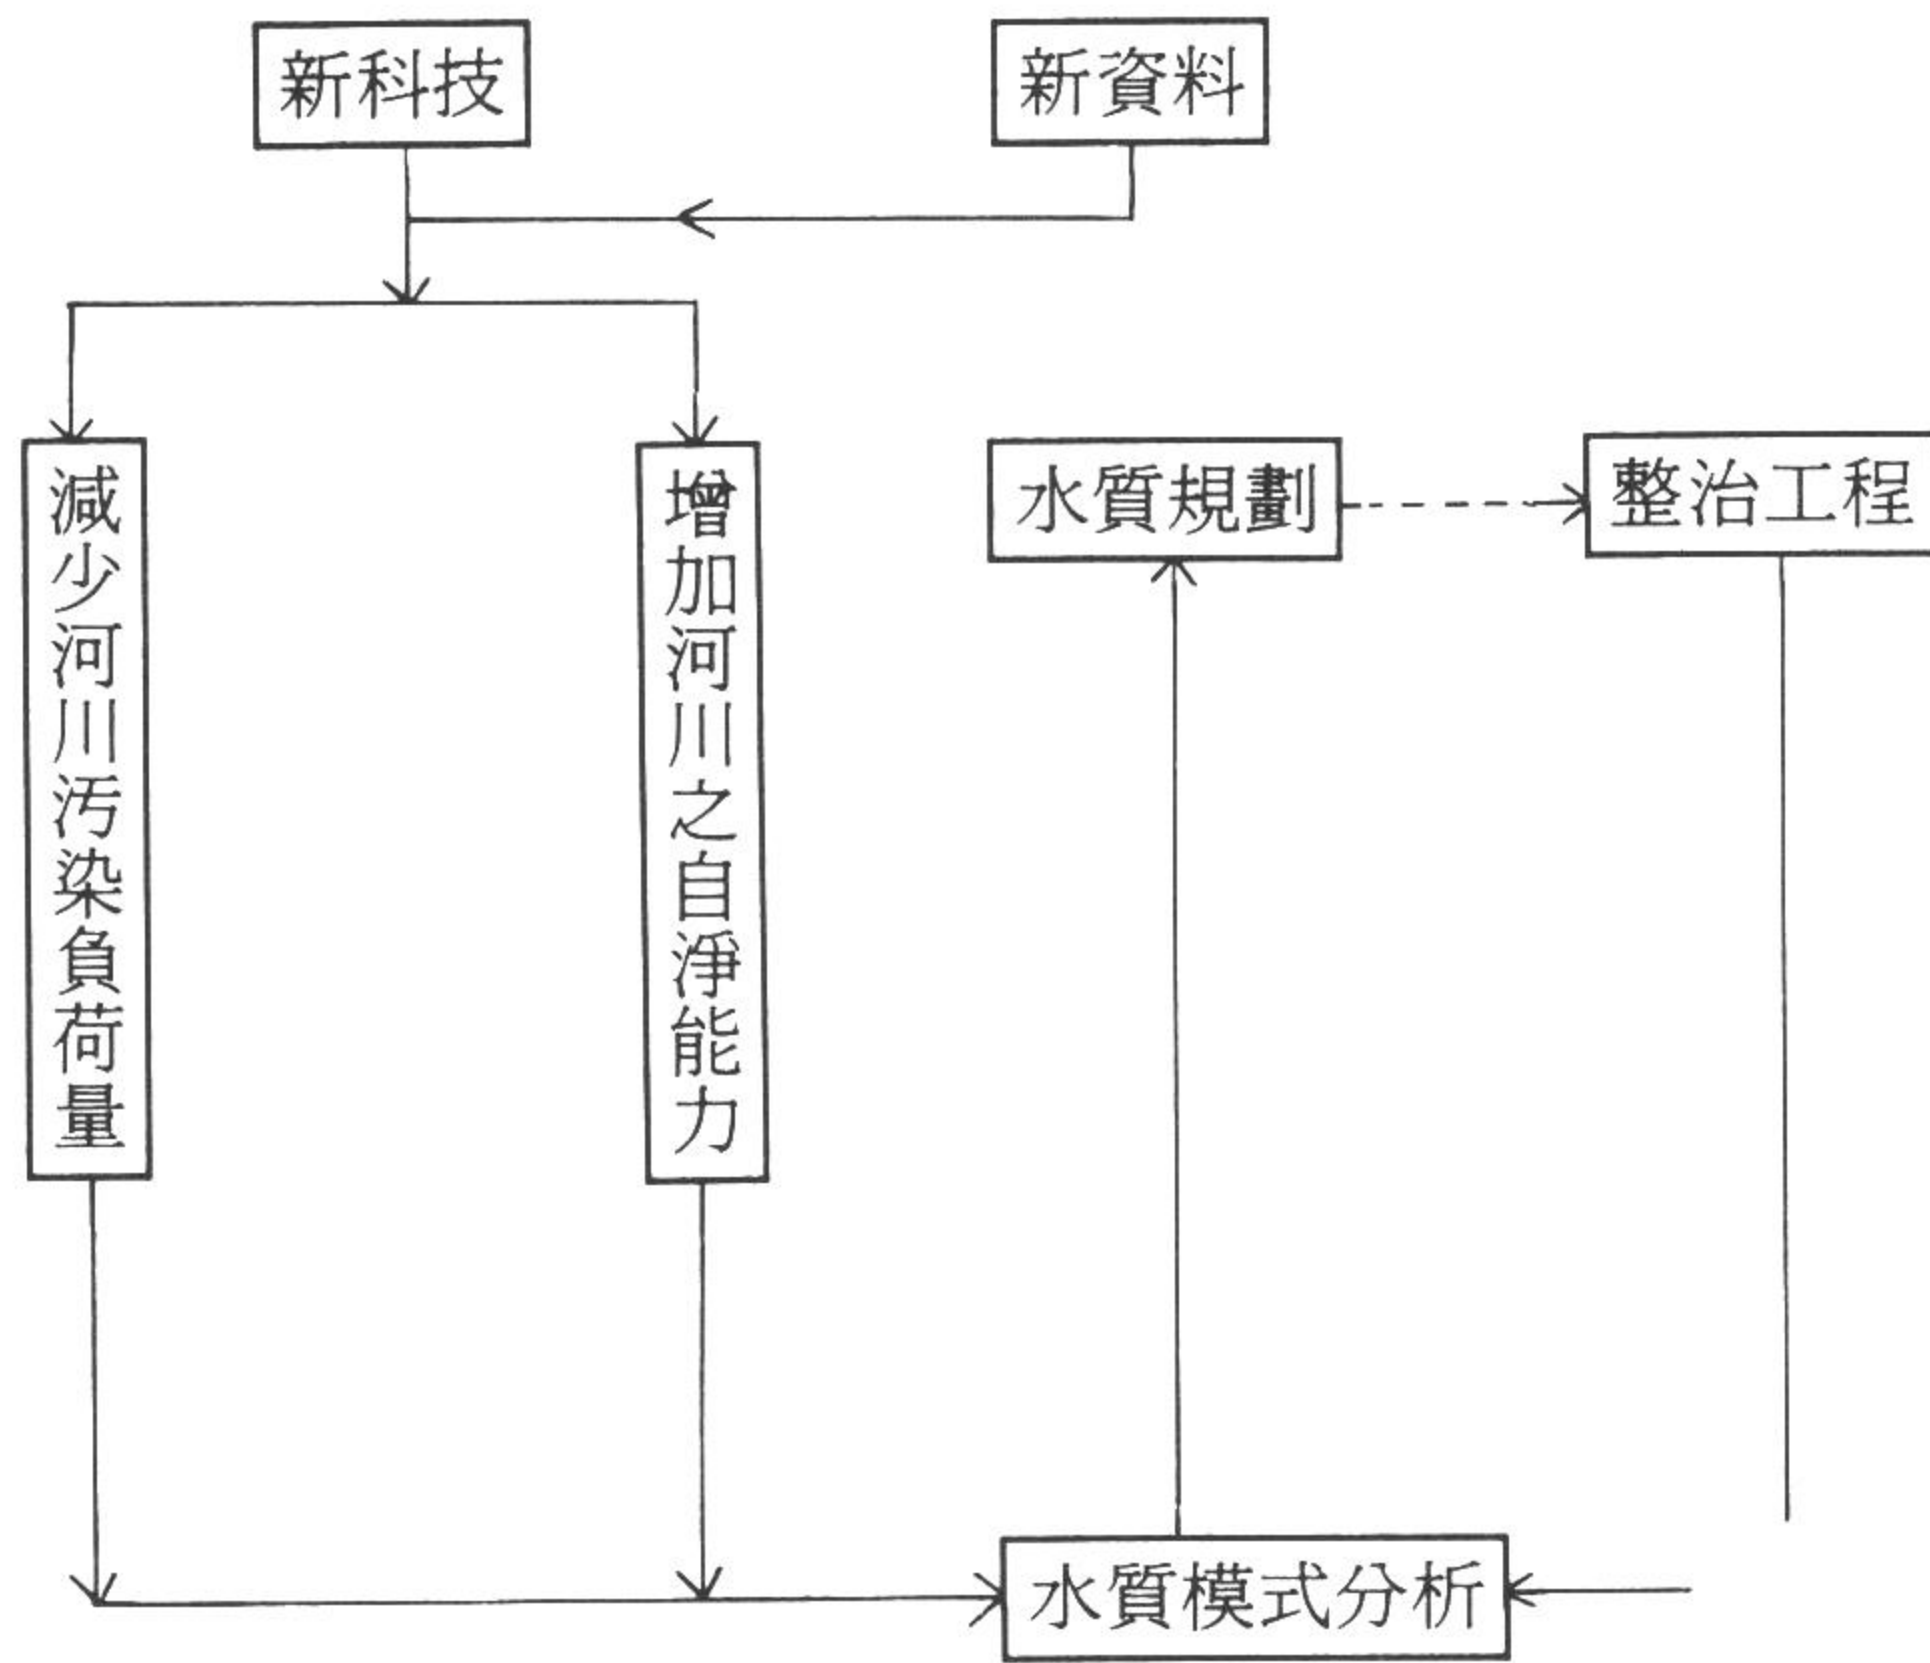 新科技
新資料
減少河川污染負荷量
增加河川之自淨能力
水質規劃
整治工程
水質模式分析